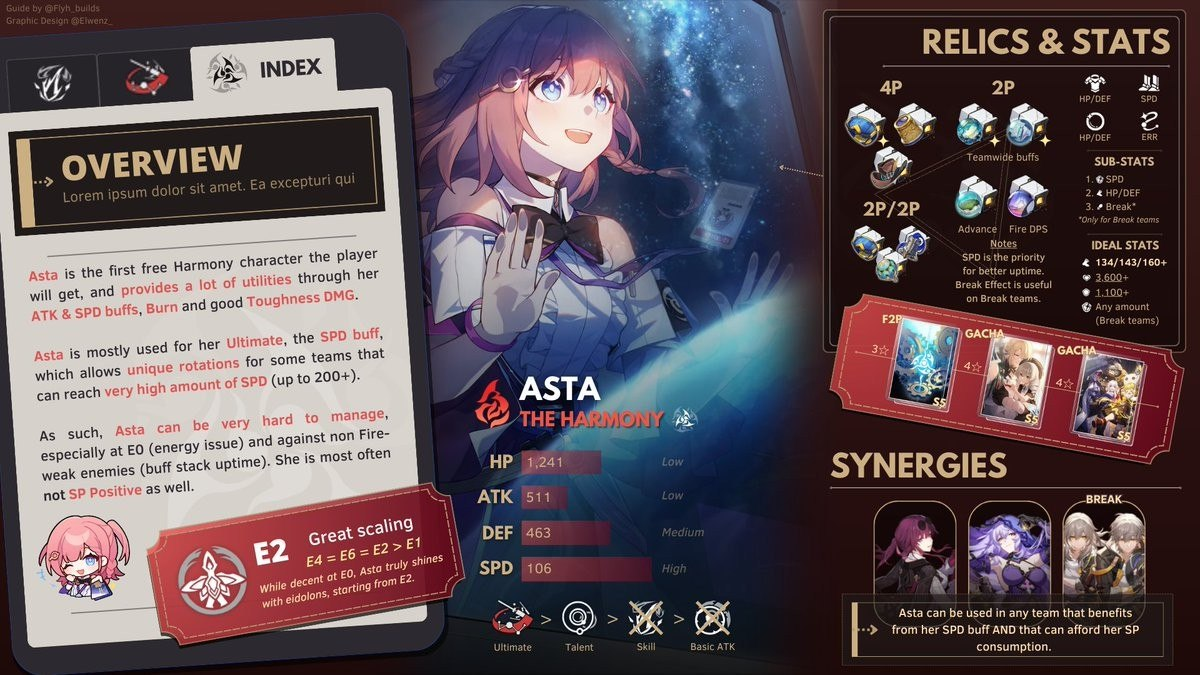 Guide by @Flyh_builds
Graphic Design @Elwenz_
INDEX
OVERVIEW
Lorem ipsum dolor sit amet. Ea excepturi qui
Asta is the first free Harmony character the player
will get, and provides a lot of utilities through her
ATK & SPD buffs, Burn and good Toughness DMG.
Asta is mostly used for her Ultimate, the SPD buff,
which allows unique rotations for some teams that
can reach very high amount of SPD (up to 200+).
As such, Asta can be very hard to manage,
especially at E0 (energy issue) and against non Fire-
weak enemies (buff stack uptime). She is most often
not SP Positive as well.
E2
Great scaling
E4 = E6 = E2 > E1
While decent at E0, Asta truly shines
with eidolons, starting from E2.
ASTA
THE HARMONY
HP 1,241 Low
ATK 511 Low
DEF 463 Medium
SPD 106 High
> > >
Ultimate Talent Skill Basic ATK
RELICS & STATS
4P
2P
Teamwide buffs
2P/2P
Advance Fire DPS
Notes
SPD is the priority
for better uptime.
Break Effect is useful
on Break teams.
HP/DEF SPD
HP/DEF ERR
SUB-STATS
1. SPD
2. HP/DEF
3. Break*
*Only for Break teams
IDEAL STATS
134/143/160+
3,600+
1,100+
Any amount
(Break teams)
F2P
3☆
S5
GACHA
4☆
S5
GACHA
4☆
S5
SYNERGIES
BREAK
Asta can be used in any team that benefits
from her SPD buff AND that can afford her SP
consumption.